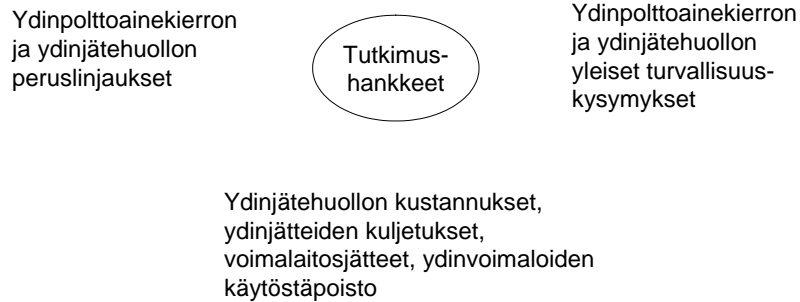 Ydinpolttoainekierron
ja ydinjätehuollon
peruslinjaukset
Tutkimus-
hankkeet
Ydinpolttoainekierron
ja ydinjätehuollon
yleiset turvallisuus-
kysymykset
Ydinjätehuollon kustannukset,
ydinjätteiden kuljetukset,
voimalaitosjätteet, ydinvoimaloiden
käytöstäpoisto